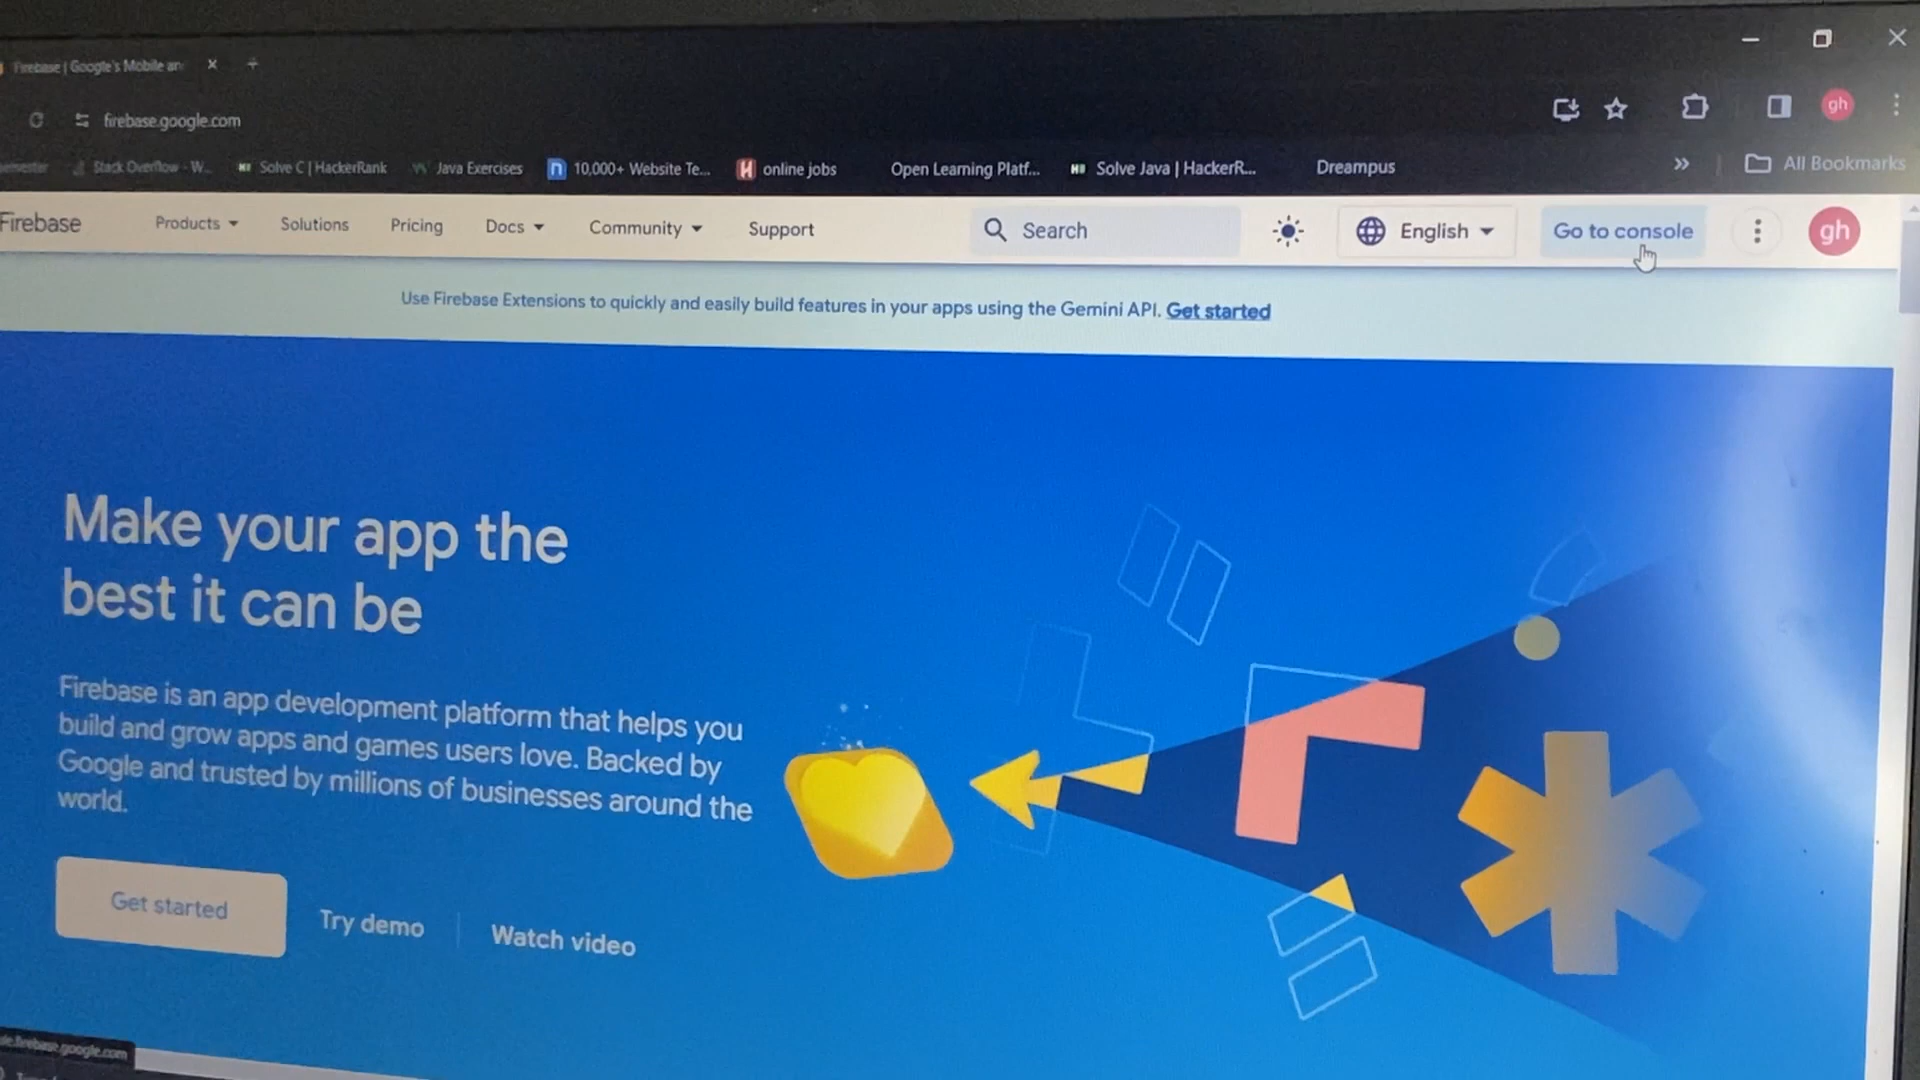 Firebase | Google's Mobile an
firebase.google.com
Stack Overflow - W...
Solve C | HackerRank
Java Exercises
10,000+ Website Te...
online jobs
Open Learning Platf...
Solve Java | HackerR...
Dreampus
All Bookmarks
gh
Firebase
Products
Solutions
Pricing
Docs
Community
Support
Search
English
Go to console
gh
Use Firebase Extensions to quickly and easily build features in your apps using the Gemini API. Get started
Make your app the
best it can be
Firebase is an app development platform that helps you
build and grow apps and games users love. Backed by
Google and trusted by millions of businesses around the
world.
Get started
Try demo
Watch video
.firebase.google.com